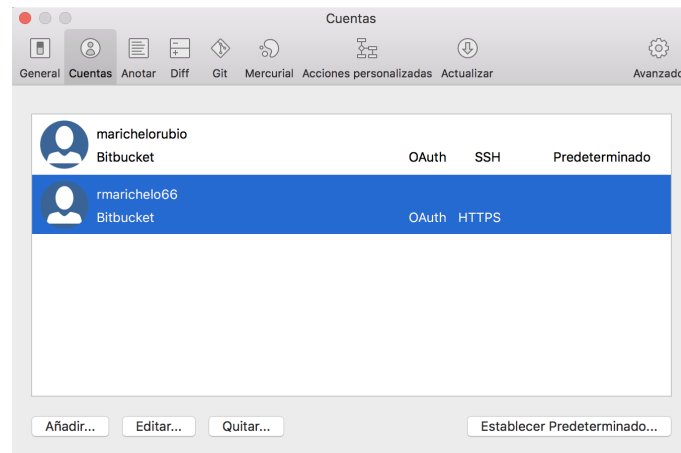 Cuentas
General Cuentas Anotar Diff Git Mercurial Acciones personalizadas Actualizar Avanzado
marichelorubio
Bitbucket OAuth SSH Predeterminado
rmarichelo66
Bitbucket OAuth HTTPS
Añadir... Editar... Quitar... Establecer Predeterminado...